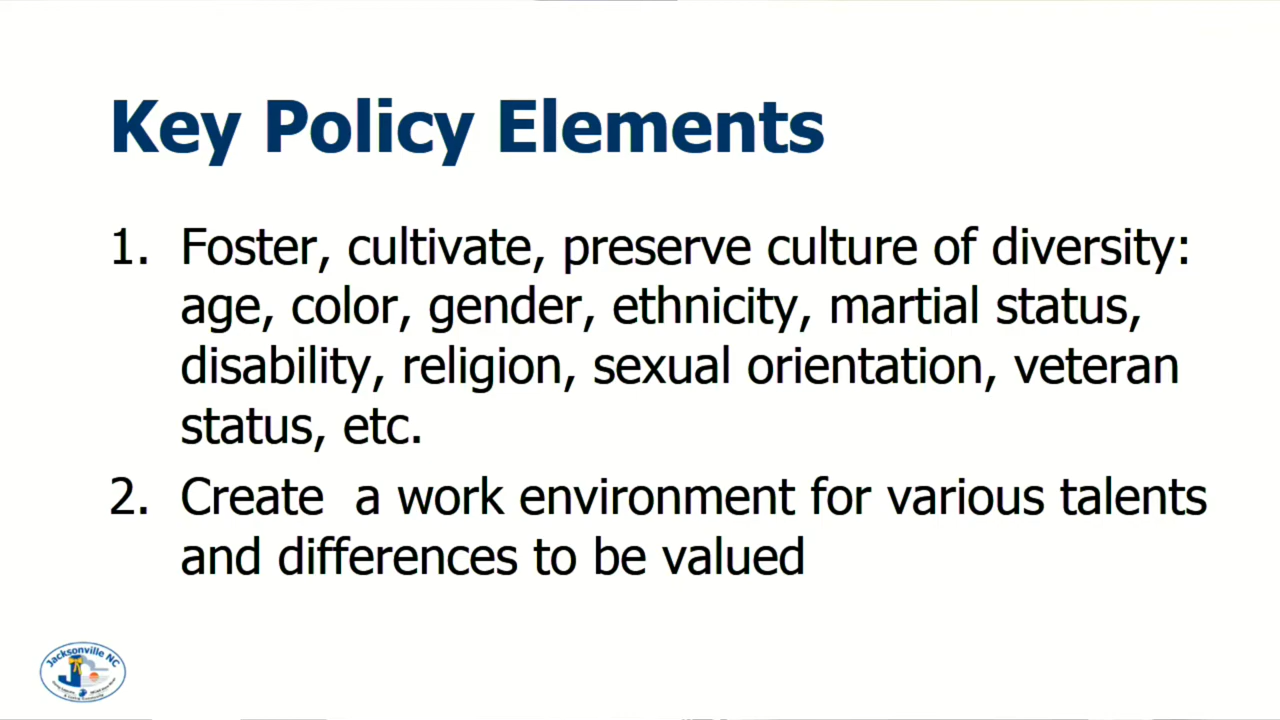 Key Policy Elements
1. Foster, cultivate, preserve culture of diversity:
age, color, gender, ethnicity, martial status,
disability, religion, sexual orientation, veteran
status, etc.
2. Create a work environment for various talents
and differences to be valued
Jacksonville NC